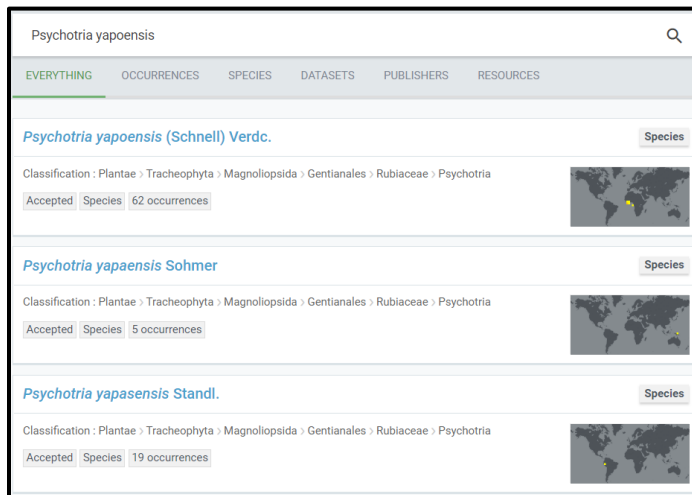 Psychotria yapoensis
EVERYTHING OCCURRENCES SPECIES DATASETS PUBLISHERS RESOURCES
Psychotria yapoensis (Schnell) Verdc. Species
Classification : Plantae › Tracheophyta › Magnoliopsida › Gentianales › Rubiaceae › Psychotria
Accepted Species 62 occurrences
Psychotria yapaensis Sohmer Species
Classification : Plantae › Tracheophyta › Magnoliopsida › Gentianales › Rubiaceae › Psychotria
Accepted Species 5 occurrences
Psychotria yapasensis Standl. Species
Classification : Plantae › Tracheophyta › Magnoliopsida › Gentianales › Rubiaceae › Psychotria
Accepted Species 19 occurrences